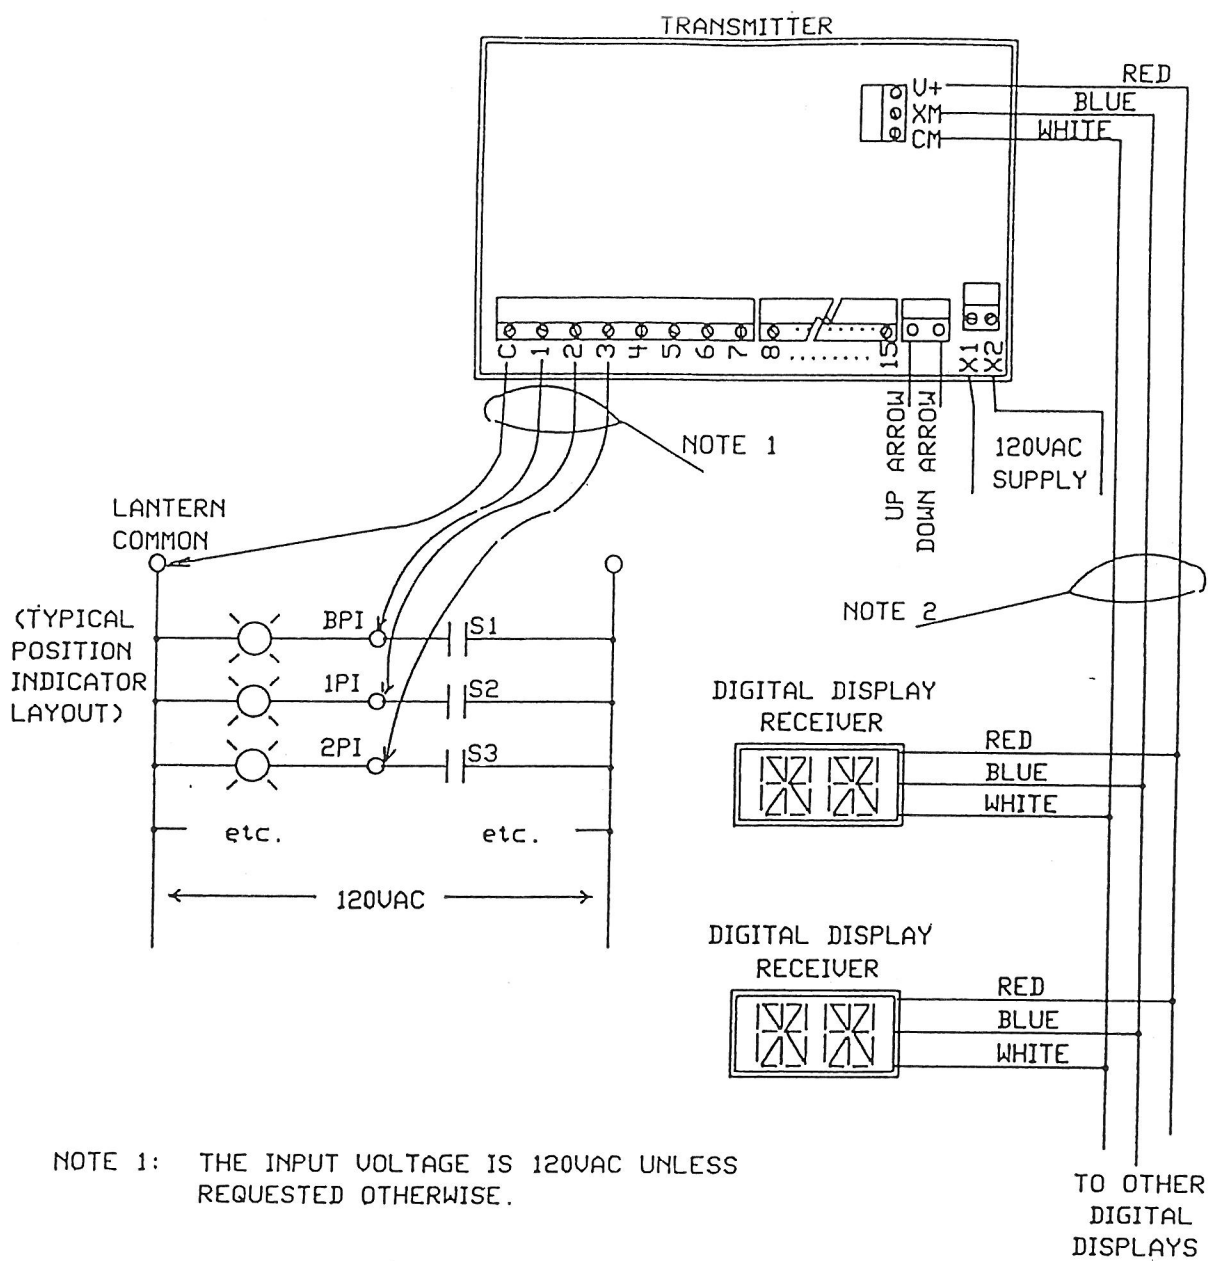 TRANSMITTER
V+
XM
CM
RED
BLUE
WHITE
C 1 2 3 4 5 6 7 8 ........ 15
X1
X2
UP ARROW
DOWN ARROW
120VAC
SUPPLY
NOTE 1
LANTERN
COMMON
(TYPICAL
POSITION
INDICATOR
LAYOUT)
BPI
S1
1PI
S2
2PI
S3
etc.
etc.
120VAC
NOTE 2
DIGITAL DISPLAY
RECEIVER
RED
BLUE
WHITE
DIGITAL DISPLAY
RECEIVER
RED
BLUE
WHITE
TO OTHER
DIGITAL
DISPLAYS
NOTE 1: THE INPUT VOLTAGE IS 120VAC UNLESS
REQUESTED OTHERWISE.